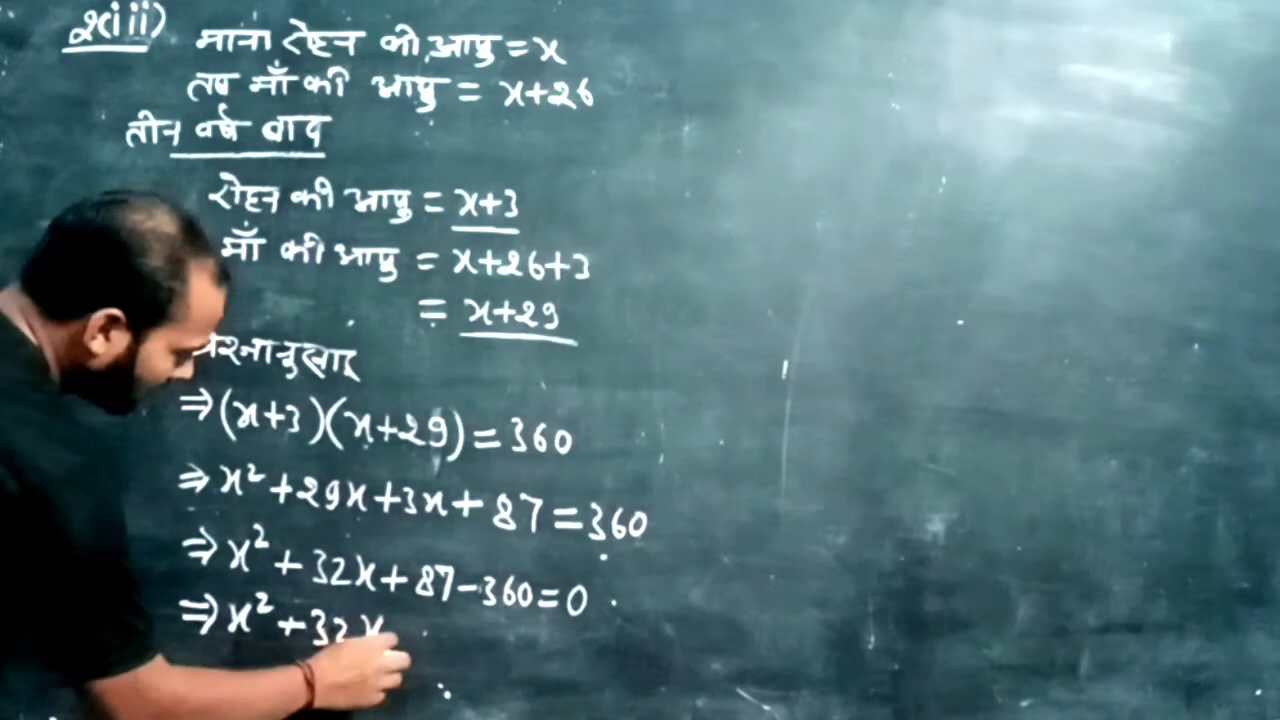 2(iii) माना रोहन की आयु = x
तब माँ की आयु = x+26
तीन वर्ष बाद
रोहन की आयु = x+3
माँ की आयु = x+26+3
= x+29
प्रश्नानुसार
⇒(x+3)(x+29)=360
⇒ x² +29x+3x+ 87=360
⇒ x² + 32x+ 87-360=0
⇒ x² +32x